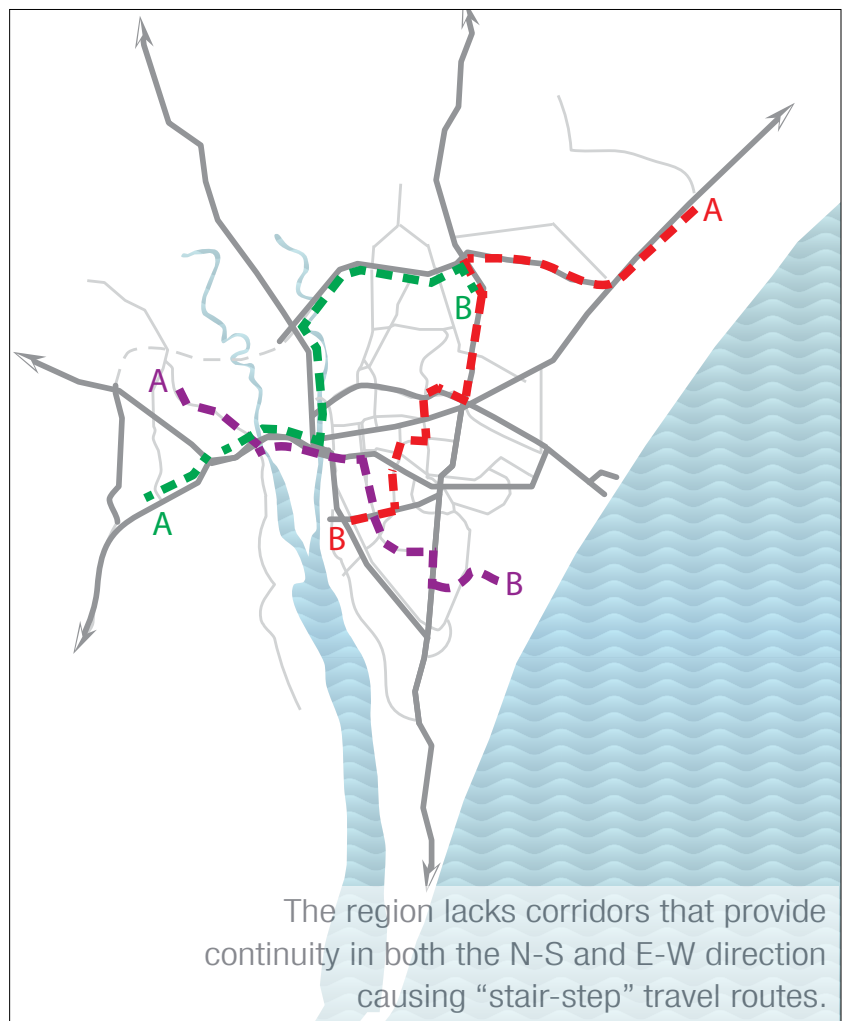 A
B
A
A
B
B
The region lacks corridors that provide
continuity in both the N-S and E-W direction
causing “stair-step” travel routes.